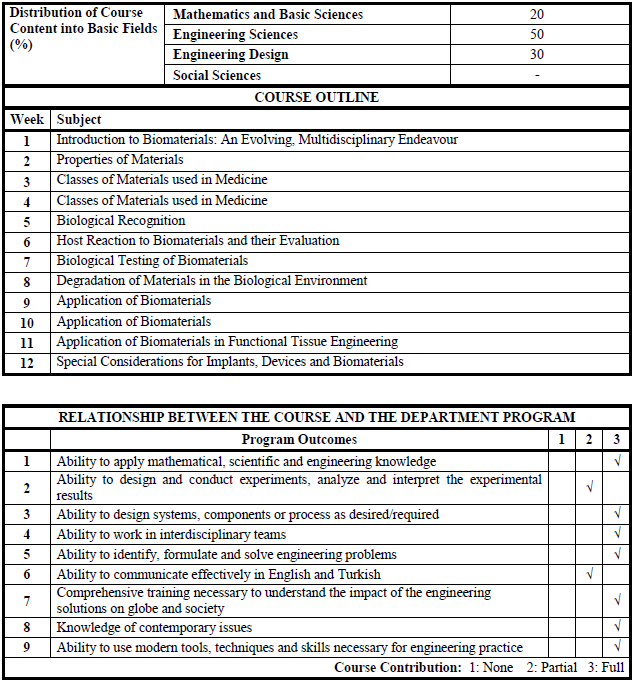 Distribution of Course Content into Basic Fields (%)
Mathematics and Basic Sciences 20
Engineering Sciences 50
Engineering Design 30
Social Sciences -
COURSE OUTLINE
Week Subject
1 Introduction to Biomaterials: An Evolving, Multidisciplinary Endeavour
2 Properties of Materials
3 Classes of Materials used in Medicine
4 Classes of Materials used in Medicine
5 Biological Recognition
6 Host Reaction to Biomaterials and their Evaluation
7 Biological Testing of Biomaterials
8 Degradation of Materials in the Biological Environment
9 Application of Biomaterials
10 Application of Biomaterials
11 Application of Biomaterials in Functional Tissue Engineering
12 Special Considerations for Implants, Devices and Biomaterials
RELATIONSHIP BETWEEN THE COURSE AND THE DEPARTMENT PROGRAM
Program Outcomes 1 2 3
1 Ability to apply mathematical, scientific and engineering knowledge √
2 Ability to design and conduct experiments, analyze and interpret the experimental
results √
3 Ability to design systems, components or process as desired/required √
4 Ability to work in interdisciplinary teams √
5 Ability to identify, formulate and solve engineering problems √
6 Ability to communicate effectively in English and Turkish √
7 Comprehensive training necessary to understand the impact of the engineering
solutions on globe and society √
8 Knowledge of contemporary issues √
9 Ability to use modern tools, techniques and skills necessary for engineering practice √
Course Contribution: 1: None 2: Partial 3: Full